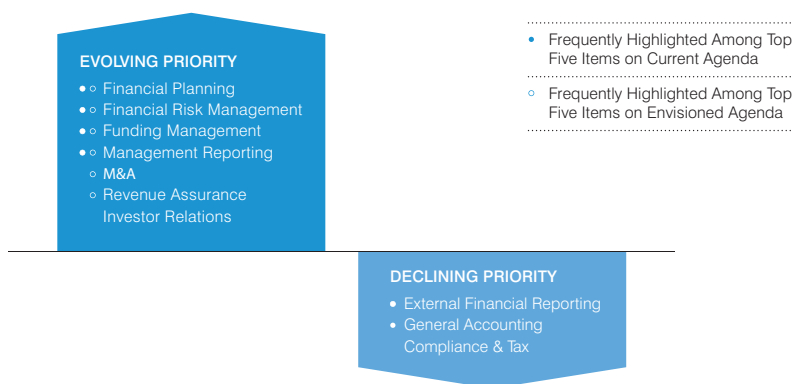 EVOLVING PRIORITY
• ○ Financial Planning
• ○ Financial Risk Management
• ○ Funding Management
• ○ Management Reporting
○ M&A
○ Revenue Assurance
Investor Relations
• Frequently Highlighted Among Top
Five Items on Current Agenda
○ Frequently Highlighted Among Top
Five Items on Envisioned Agenda
DECLINING PRIORITY
• External Financial Reporting
• General Accounting
Compliance & Tax